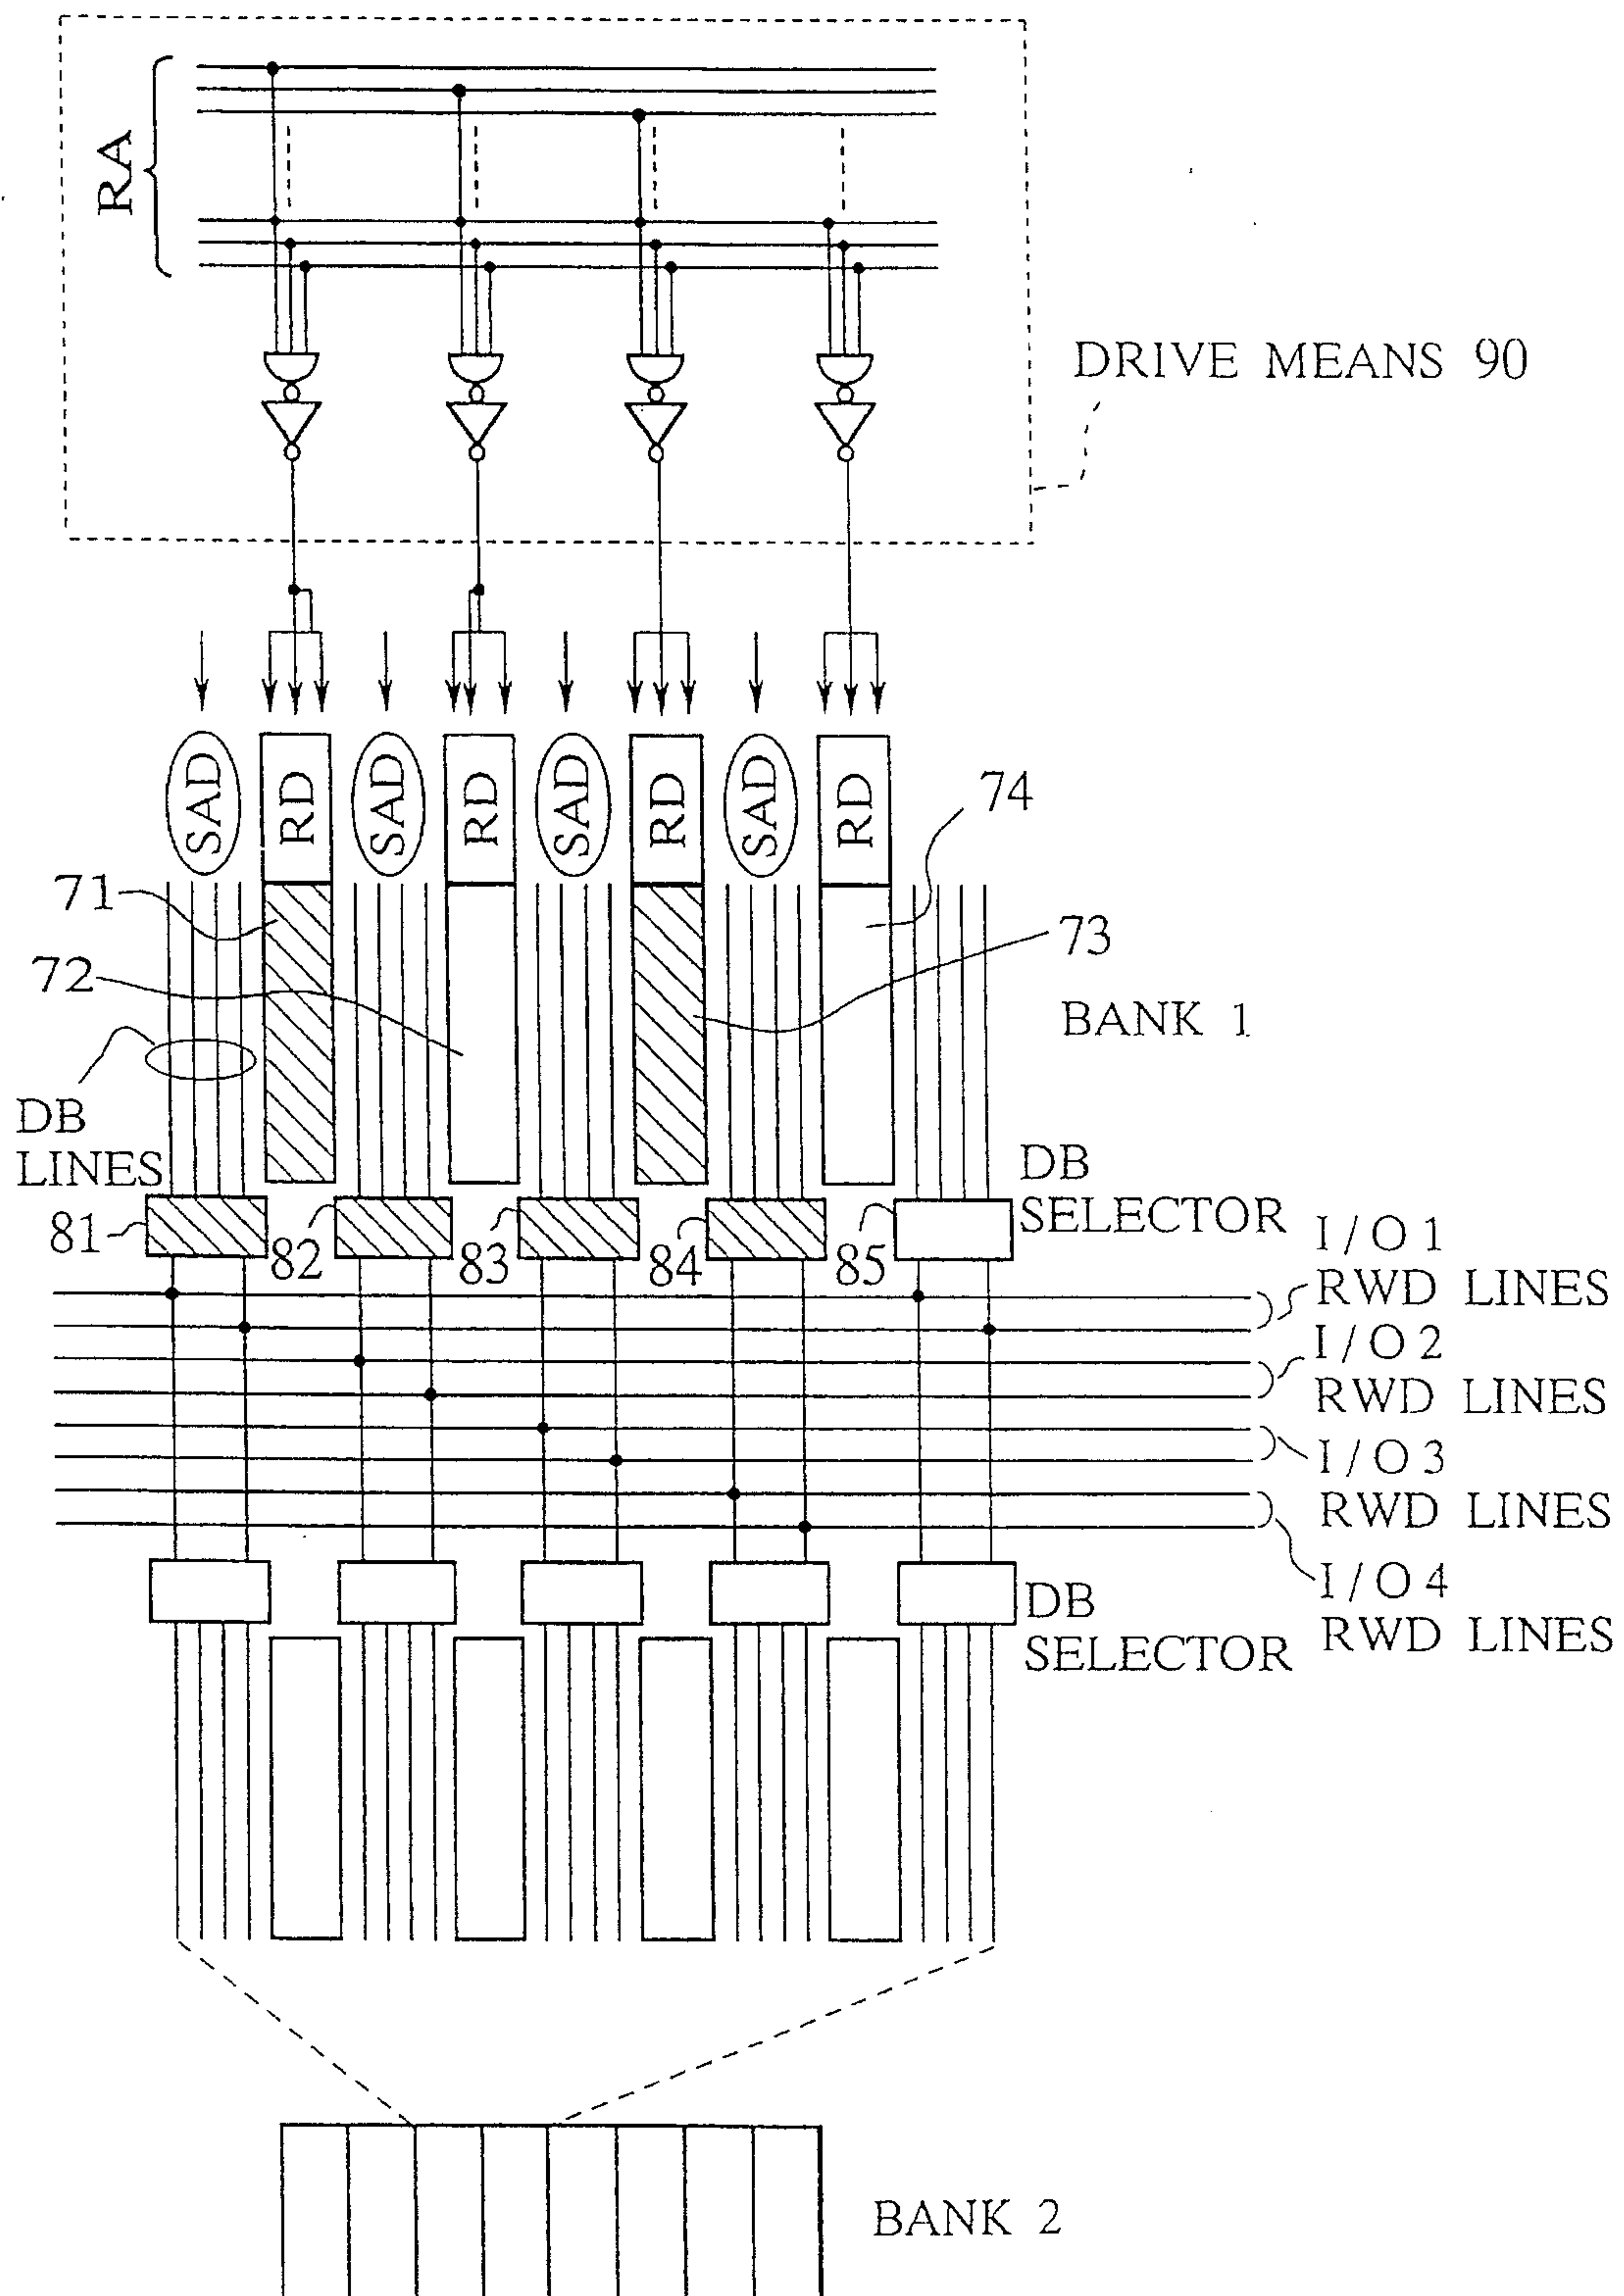 RA
DRIVE MEANS 90
SAD
RD
SAD
RD
SAD
RD
SAD
RD
74
71
73
72
BANK 1
DB
LINES
DB
SELECTOR
81
82
83
84
85
I/O 1
RWD LINES
I/O 2
RWD LINES
I/O 3
RWD LINES
I/O 4
RWD LINES
DB
SELECTOR
BANK 2